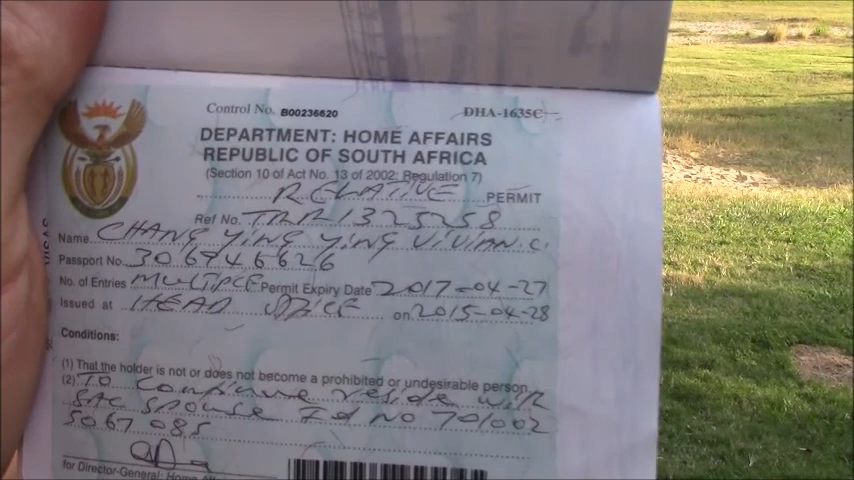 Control No. B00236620 DHA-1635C
DEPARTMENT: HOME AFFAIRS
REPUBLIC OF SOUTH AFRICA
(Section 10 of Act No. 13 of 2002: Regulation 7)
RELATIVE PERMIT
Ref No. TRR1325258
Name CHANG YING YING VIVIAN.C.
Passport No. 306946626
No. of Entries MULTIPLE Permit Expiry Date 2017-04-27
Issued at HEAD OFFICE on 2015-04-28
Conditions:
(1) That the holder is not or does not become a prohibited or undesirable person
(2) TO continue reside with
SAC SPOUSE Id NO 701002
5067085
for Director-General: Home